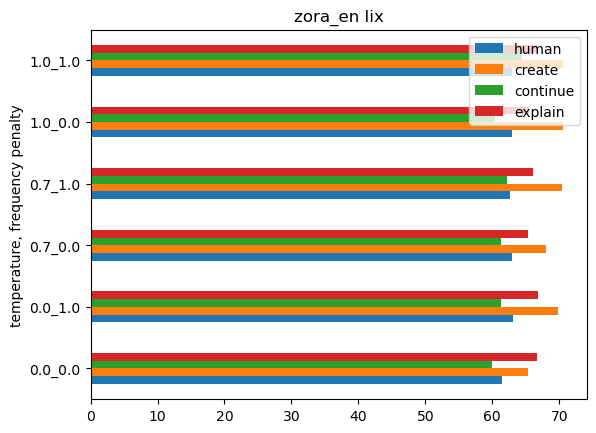 zora_en lix
human
create
continue
explain
temperature, frequency penalty
1.0_1.0
1.0_0.0
0.7_1.0
0.7_0.0
0.0_1.0
0.0_0.0
0 10 20 30 40 50 60 70